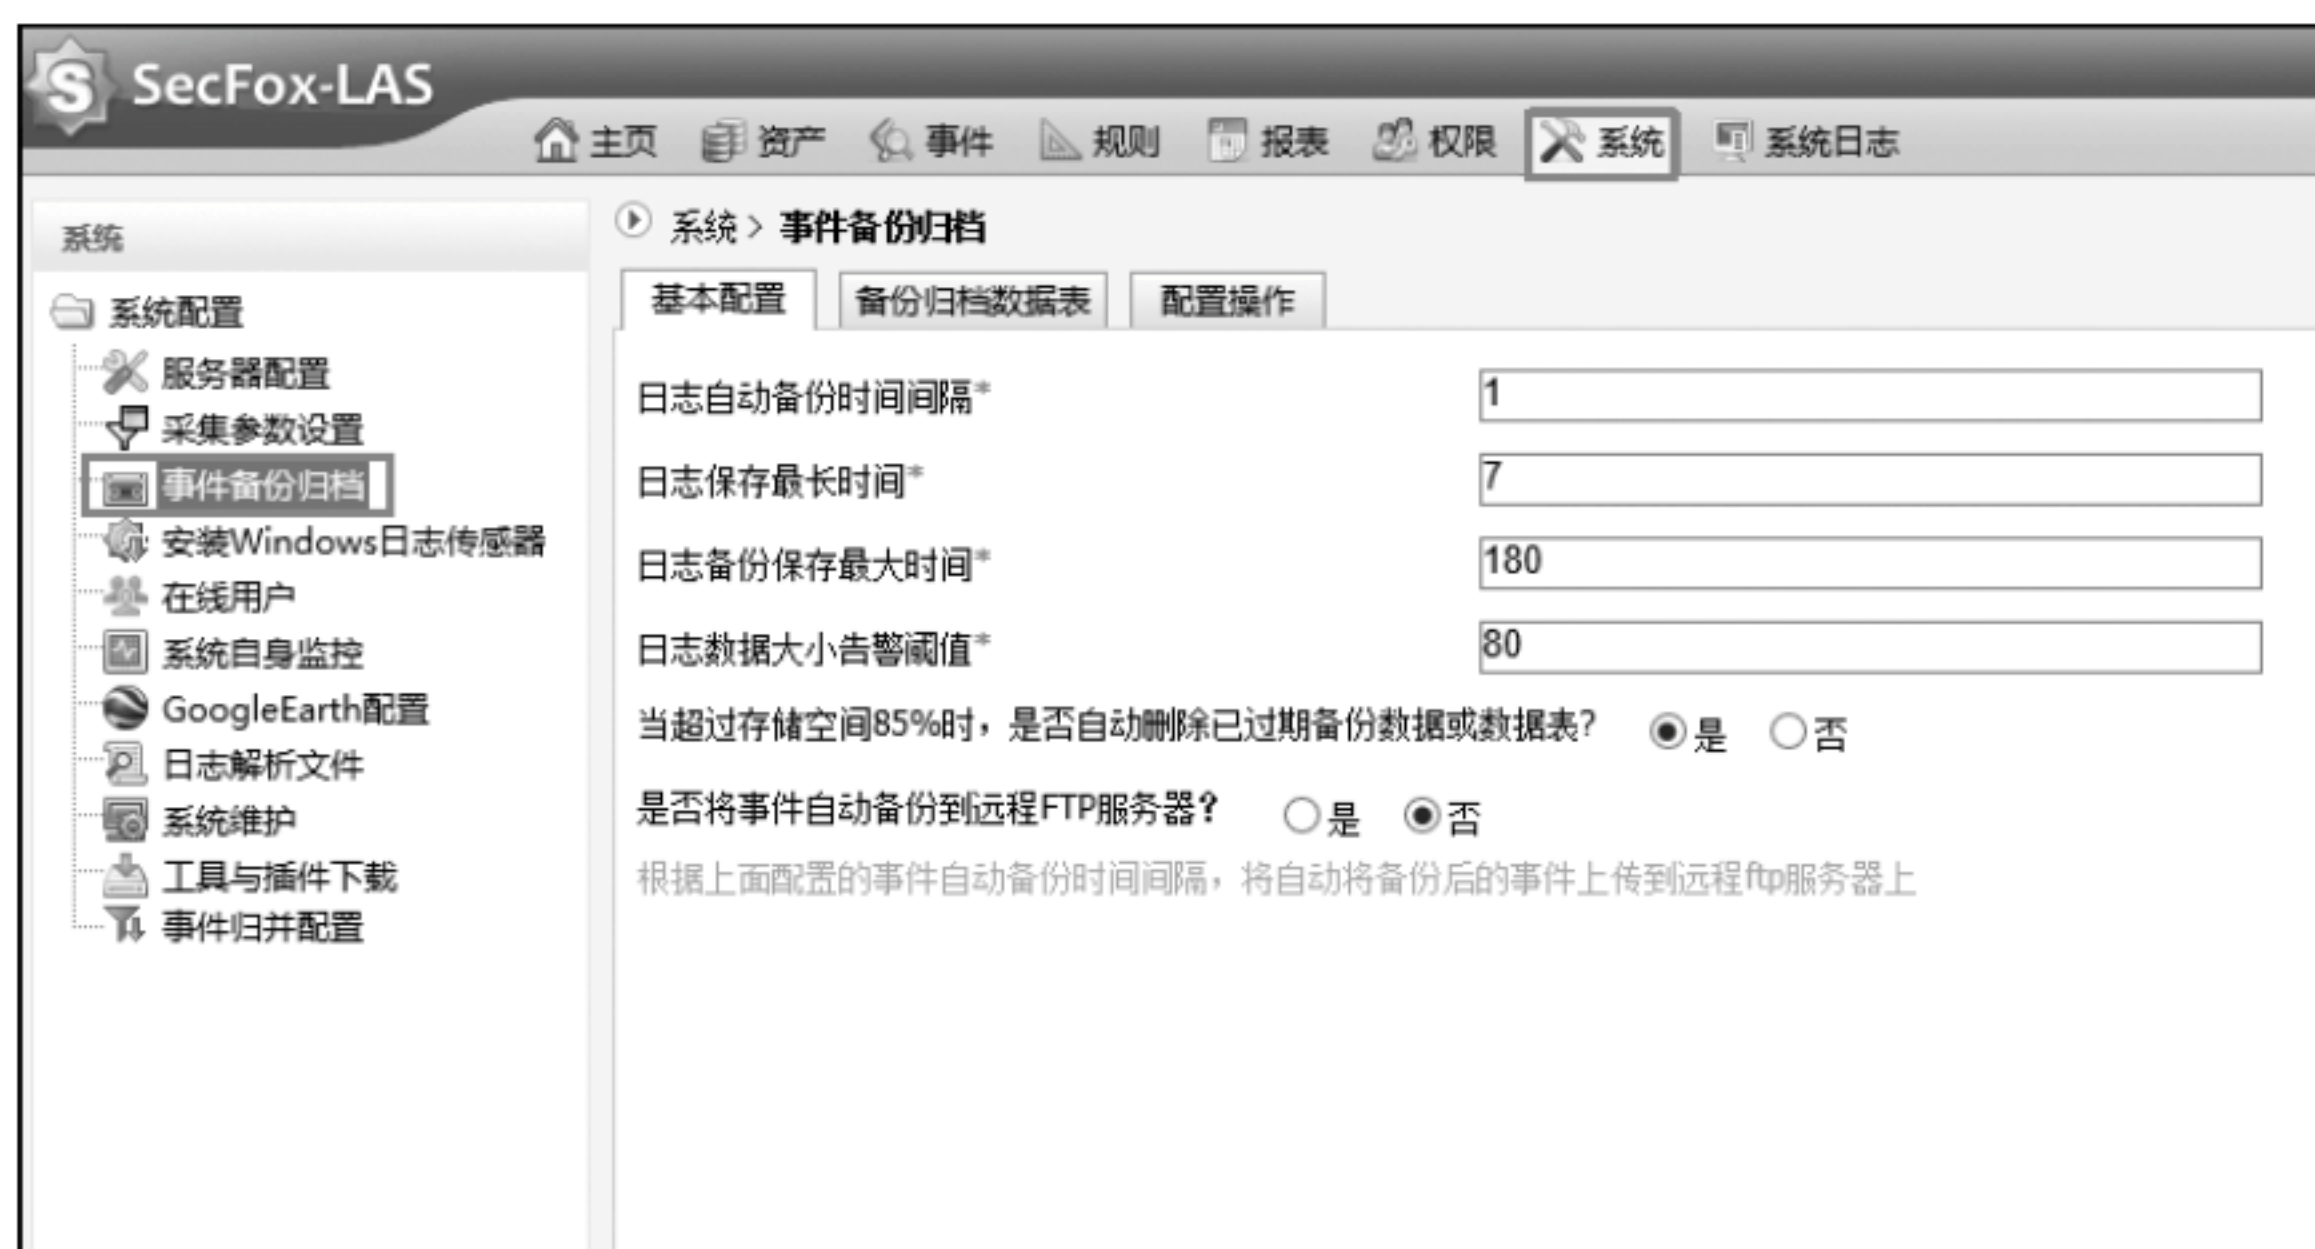 SecFox-LAS
主页 资产 事件 规则 报表 权限 系统 系统日志
系统
系统配置
服务器配置
采集参数设置
事件备份归档
安装Windows日志传感器
在线用户
系统自身监控
GoogleEarth配置
日志解析文件
系统维护
工具与插件下载
事件归并配置
系统 > 事件备份归档
基本配置 备份归档数据表 配置操作
日志自动备份时间间隔* 1
日志保存最长时间* 7
日志备份保存最大时间* 180
日志数据大小告警阈值* 80
当超过存储空间85%时，是否自动删除已过期备份数据或数据表? 是 否
是否将事件自动备份到远程FTP服务器? 是 否
根据上面配置的事件自动备份时间间隔，将自动将备份后的事件上传到远程ftp服务器上